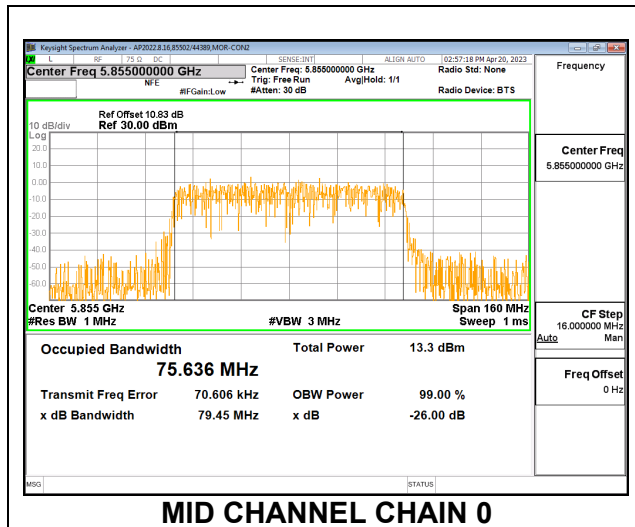 Keysight Spectrum Analyzer - AP2022.8.16,85502/44389,MOR-CON2
L RF 75 Ω DC SENSE:INT ALIGN AUTO 02:57:18 PM Apr 20, 2023
Center Freq 5.855000000 GHz Center Freq: 5.855000000 GHz Radio Std: None
NFE Trig: Free Run Avg|Hold: 1/1
#IFGain:Low #Atten: 30 dB Radio Device: BTS
Frequency
Ref Offset 10.83 dB
10 dB/div Ref 30.00 dBm
Log
20.0
10.0
0.00
-10.0
-20.0
-30.0
-40.0
-50.0
-60.0
Center Freq
5.855000000 GHz
Center 5.855 GHz Span 160 MHz
#Res BW 1 MHz #VBW 3 MHz Sweep 1 ms
CF Step
16.000000 MHz
Auto Man
Occupied Bandwidth Total Power 13.3 dBm
75.636 MHz
Transmit Freq Error 70.606 kHz OBW Power 99.00 %
x dB Bandwidth 79.45 MHz x dB -26.00 dB
Freq Offset
0 Hz
MSG STATUS
MID CHANNEL CHAIN 0